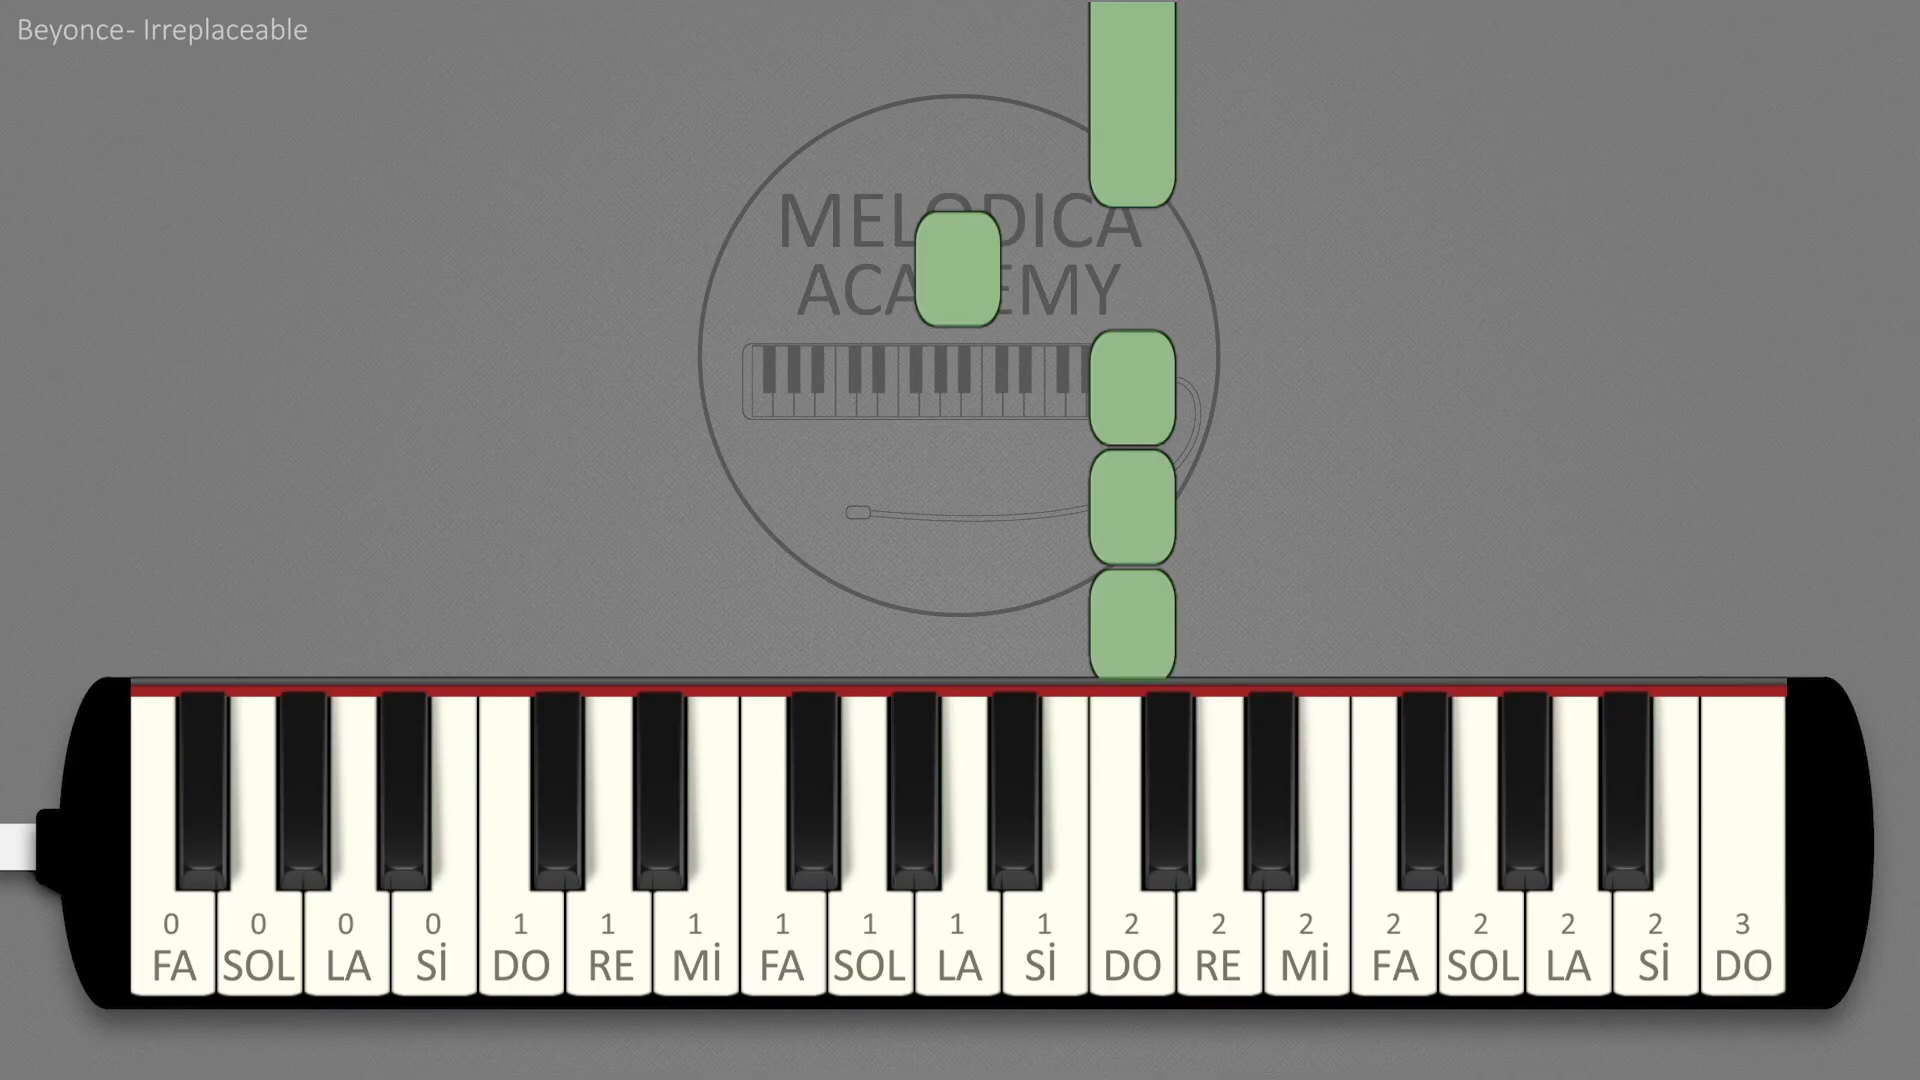 Beyonce- Irreplaceable
MELODICA
ACADEMY
0 0 0 0 1 1 1 1 1 1 1 2 2 2 2 2 2 2 3
FA SOL LA Sİ DO RE Mİ FA SOL LA Sİ DO RE Mİ FA SOL LA Sİ DO